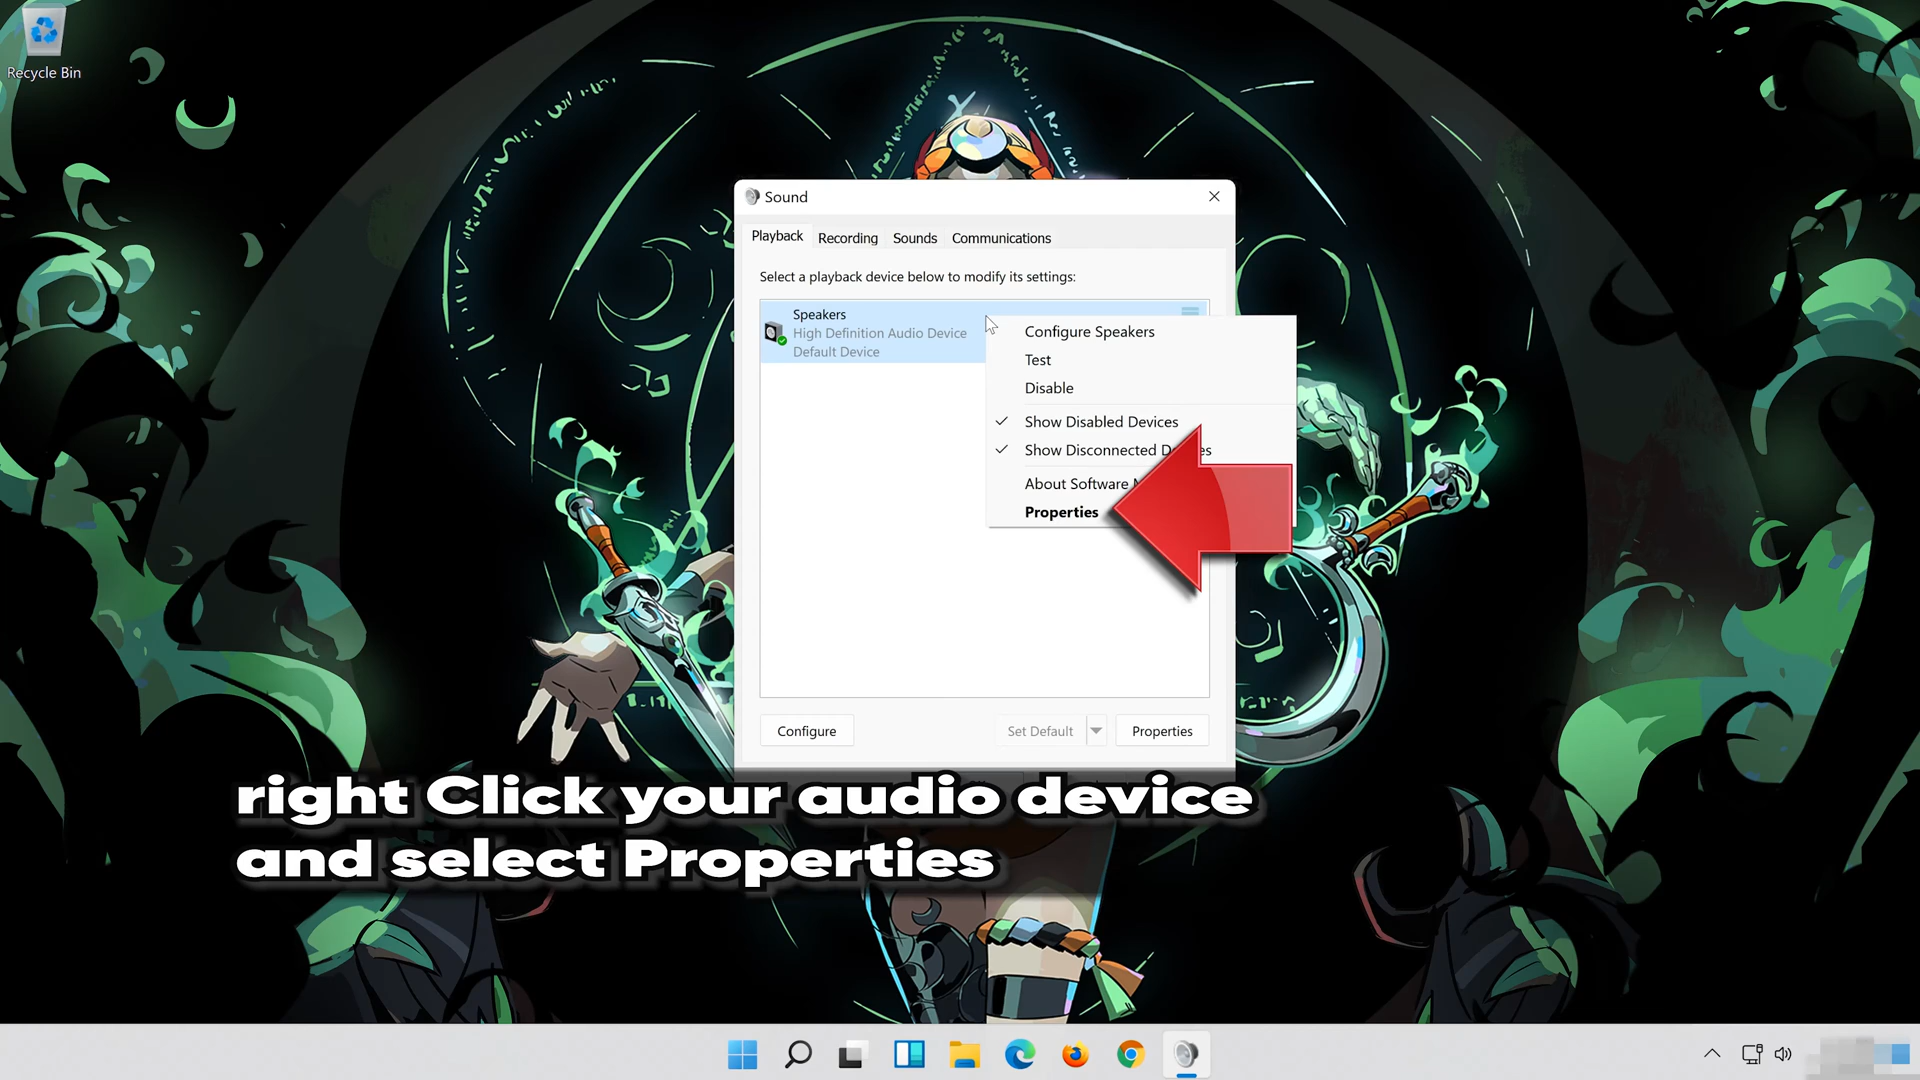 Recycle Bin
Sound
Playback Recording Sounds Communications
Select a playback device below to modify its settings:
Speakers
High Definition Audio Device
Default Device
Configure Speakers
Test
Disable
Show Disabled Devices
Show Disconnected
About Software
Properties
Configure Set Default Properties
right Click your audio device
and select Properties